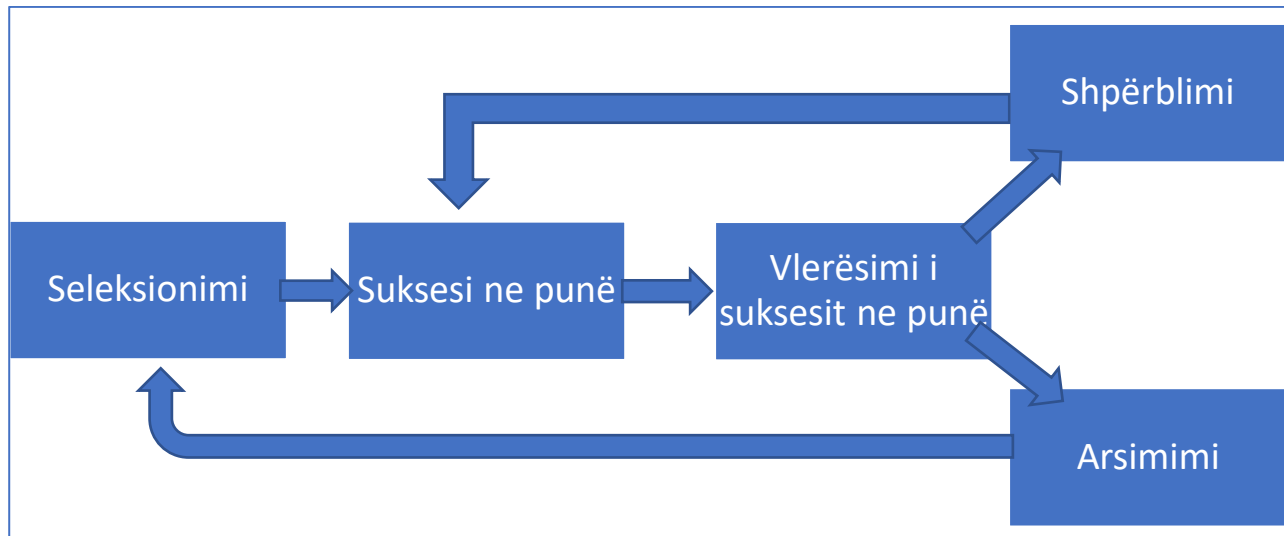 Shpërblimi
Seleksionimi
Suksesi ne punë
Vlerësimi i
suksesit ne punë
Arsimimi